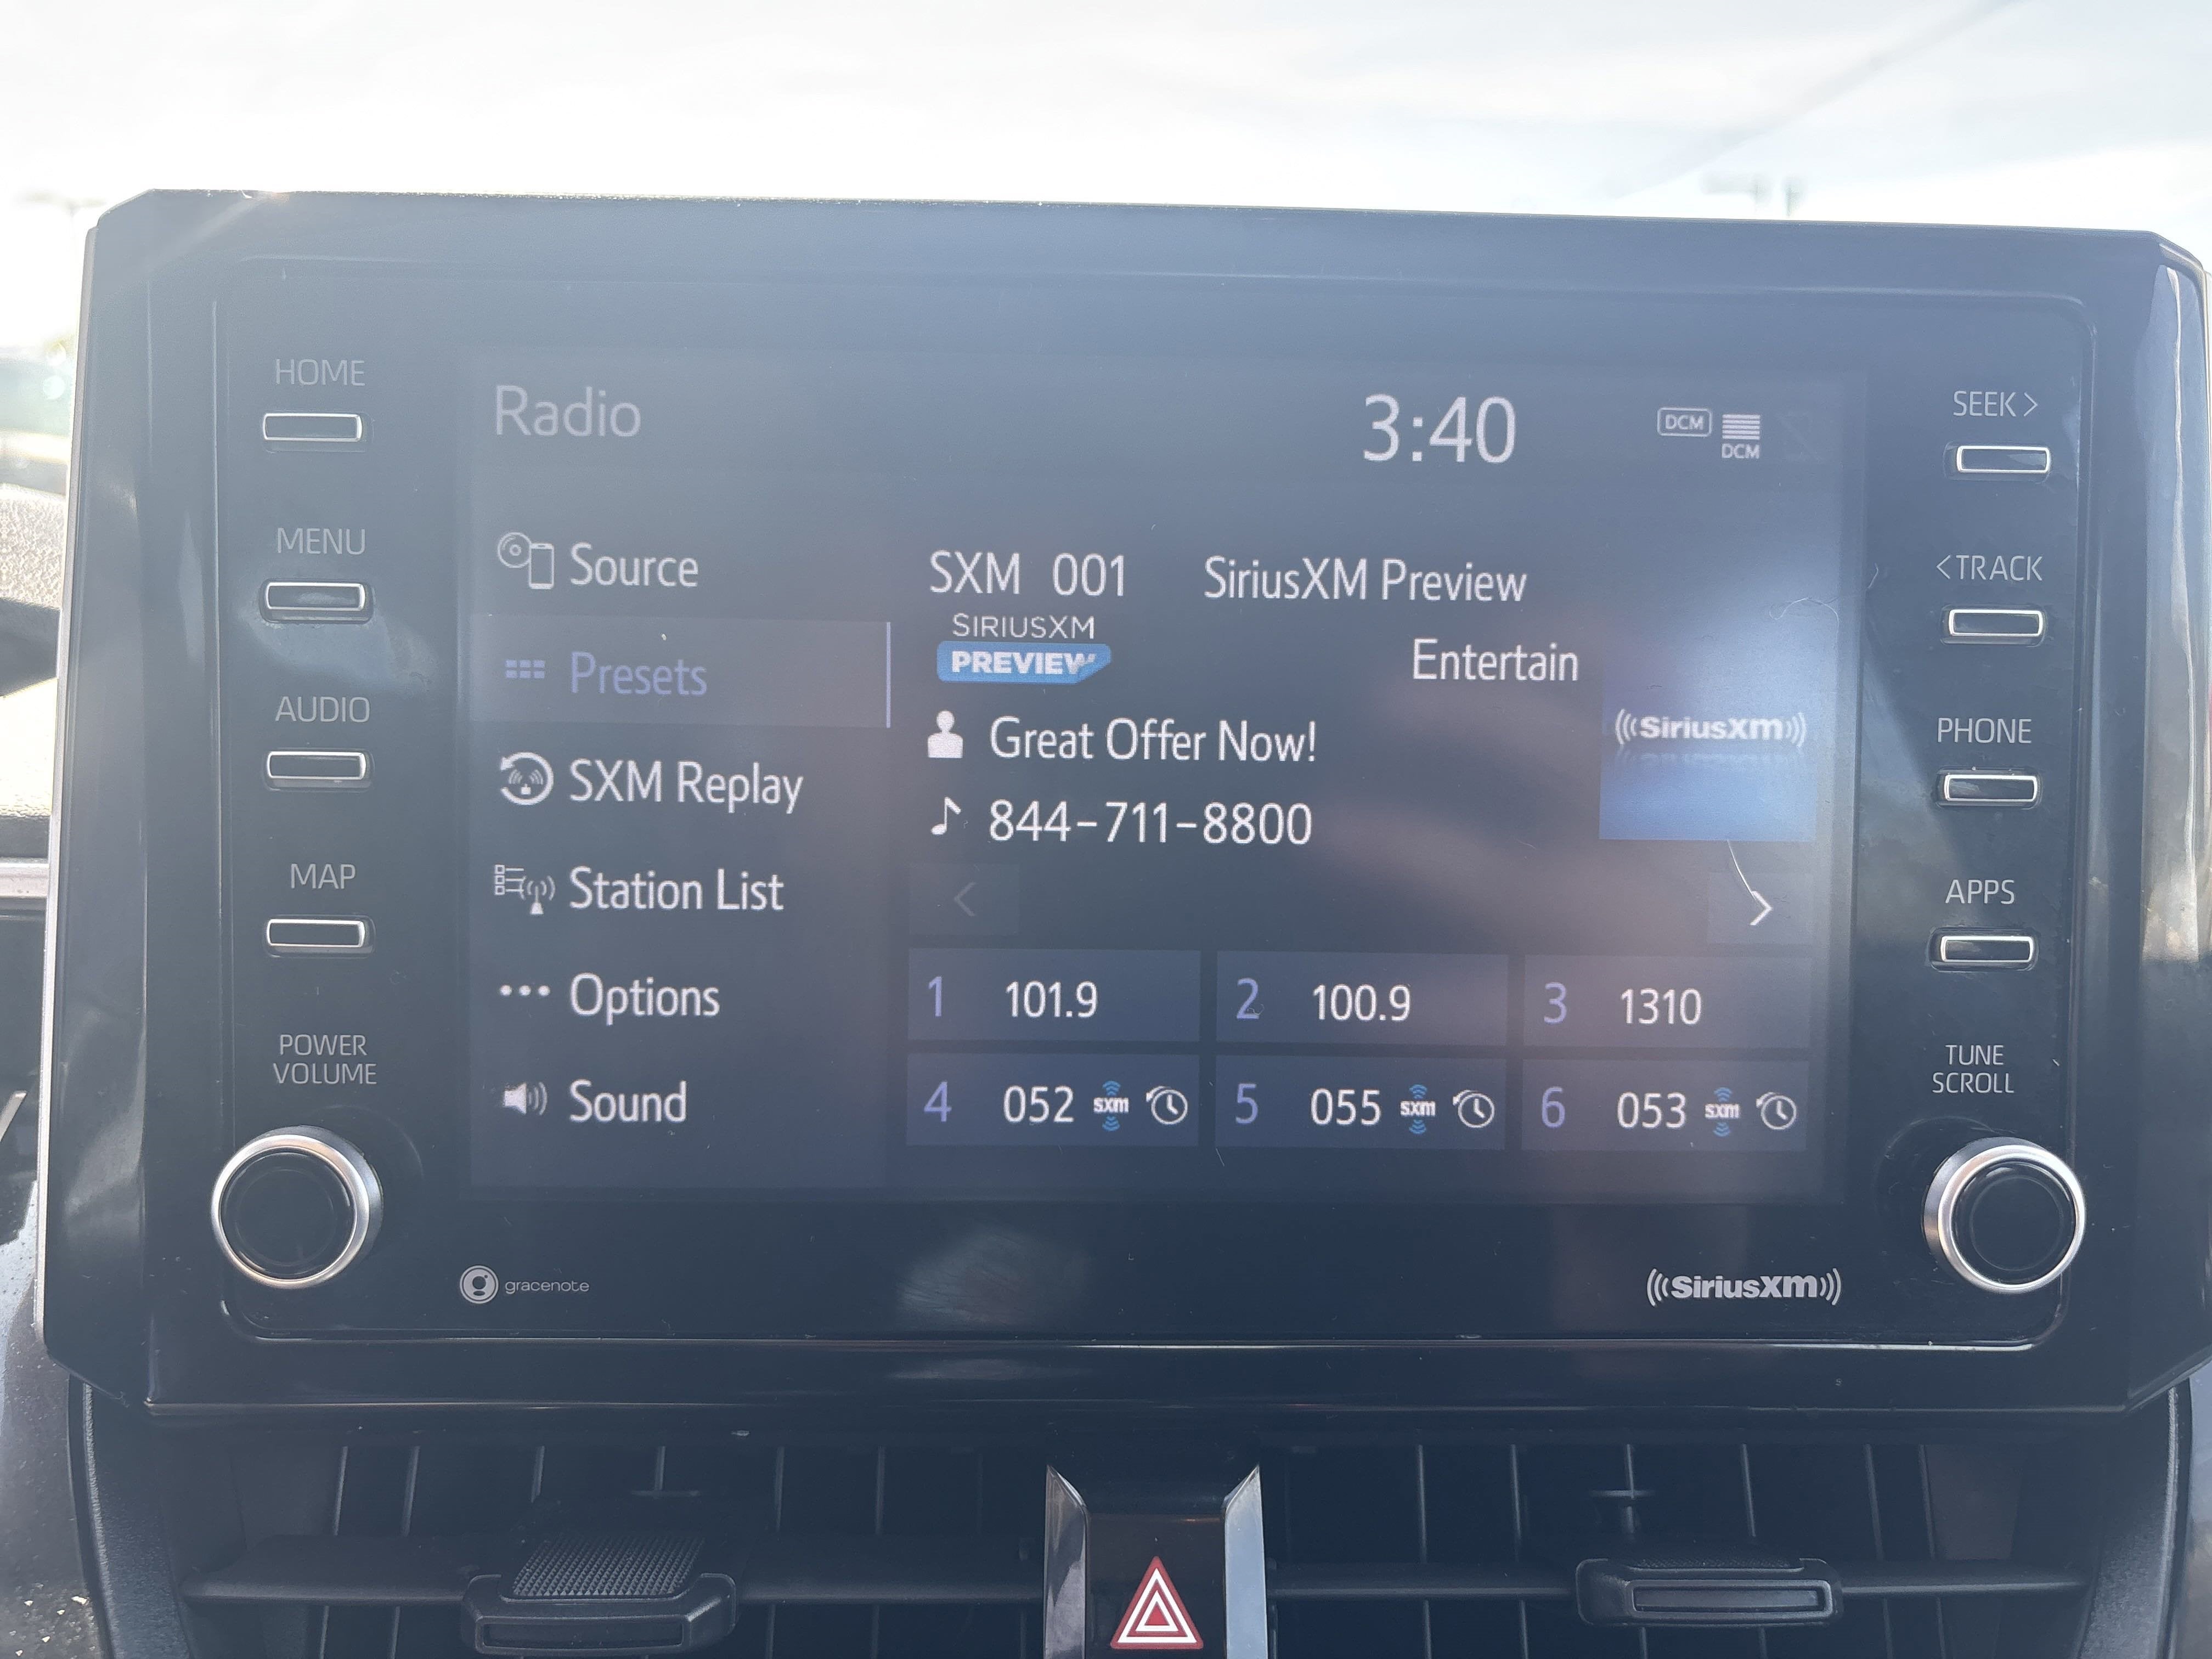 HOME
MENU
AUDIO
MAP
POWER
VOLUME
Radio
3:40
DCM
DCM
Source
Presets
SXM Replay
Station List
Options
Sound
SXM 001 SiriusXM Preview
SIRIUSXM
PREVIEW
Entertain
Great Offer Now!
844-711-8800
((SiriusXM))
1 101.9
2 100.9
3 1310
4 052 sxm
5 055 sxm
6 053 sxm
SEEK >
< TRACK
PHONE
APPS
TUNE
SCROLL
g gracenote
((SiriusXM))